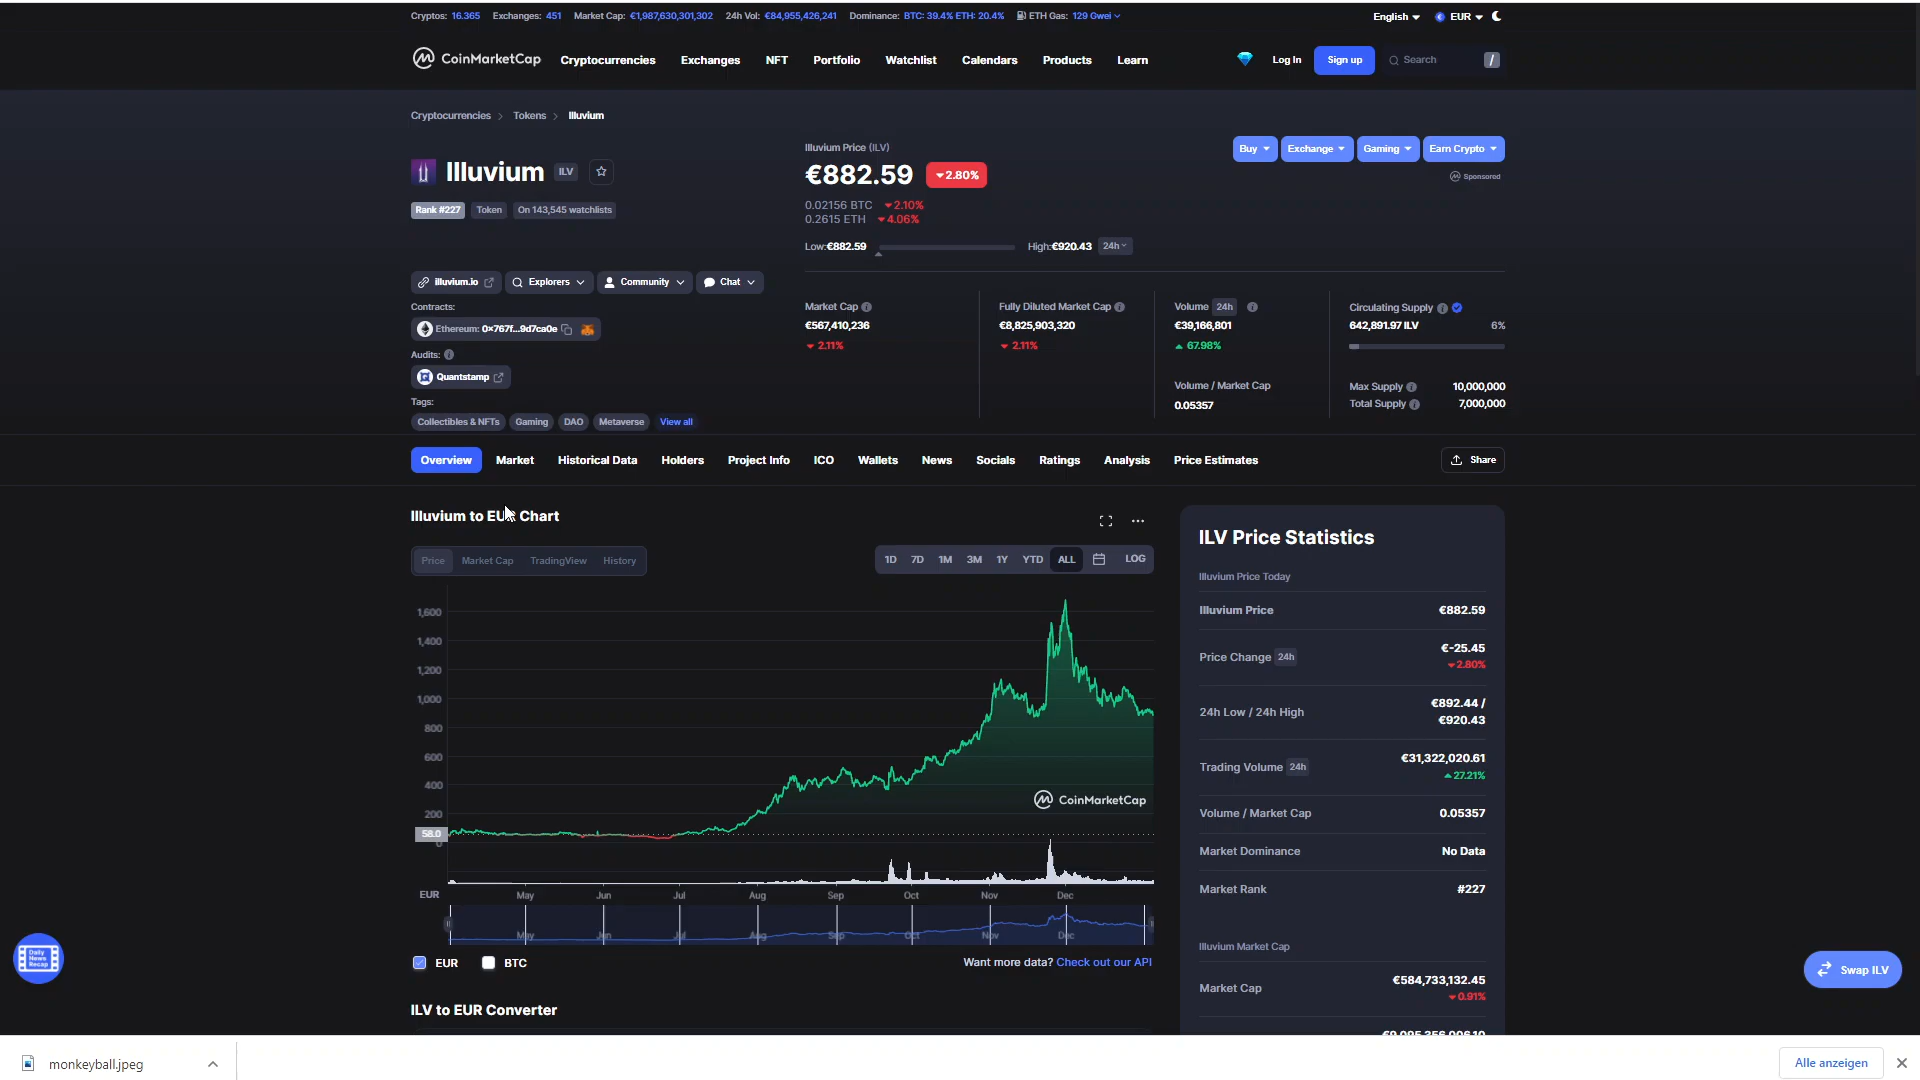 Cryptos: 16.365 Exchanges: 451 Market Cap: €1,987,630,301,302 24h Vol: €84,955,426,241 Dominance: BTC: 39.4% ETH: 20.4% ETH Gas: 129 Gwei
English EUR
CoinMarketCap Cryptocurrencies Exchanges NFT Portfolio Watchlist Calendars Products Learn Log In Sign up Search /
Cryptocurrencies > Tokens > Illuvium
Illuvium ILV
Rank #227 Token On 143,545 watchlists
Illuvium Price (ILV)
€882.59 2.80%
0.02156 BTC 2.10%
0.2615 ETH 4.06%
Low:€882.59 High:€920.43 24h
Buy Exchange Gaming Earn Crypto
Sponsored
illuvium.io Explorers Community Chat
Contracts:
Ethereum: 0x767f...9d7ca0e
Audits:
Quantstamp
Tags:
Collectibles & NFTs Gaming DAO Metaverse View all
Market Cap
€567,410,236
2.11%
Fully Diluted Market Cap
€8,825,903,320
2.11%
Volume 24h
€39,166,801
67.98%
Volume / Market Cap
0.05357
Circulating Supply
642,891.97 ILV 6%
Max Supply 10,000,000
Total Supply 7,000,000
Overview Market Historical Data Holders Project Info ICO Wallets News Socials Ratings Analysis Price Estimates Share
Illuvium to EUR Chart
Price Market Cap TradingView History
1D 7D 1M 3M 1Y YTD ALL LOG
1,600
1,400
1,200
1,000
800
600
400
200
58.0
0
CoinMarketCap
EUR May Jun Jul Aug Sep Oct Nov Dec
May Jun Jul Aug Sep Oct Nov Dec
EUR BTC
Want more data? Check out our API
ILV to EUR Converter
ILV Price Statistics
Illuvium Price Today
Illuvium Price €882.59
Price Change 24h €-25.45
2.80%
24h Low / 24h High €892.44 /
€920.43
Trading Volume 24h €31,322,020.61
27.21%
Volume / Market Cap 0.05357
Market Dominance No Data
Market Rank #227
Illuvium Market Cap
Market Cap €584,733,132.45
0.91%
Daily
News
Recap
Swap ILV
monkeyball.jpeg
Alle anzeigen